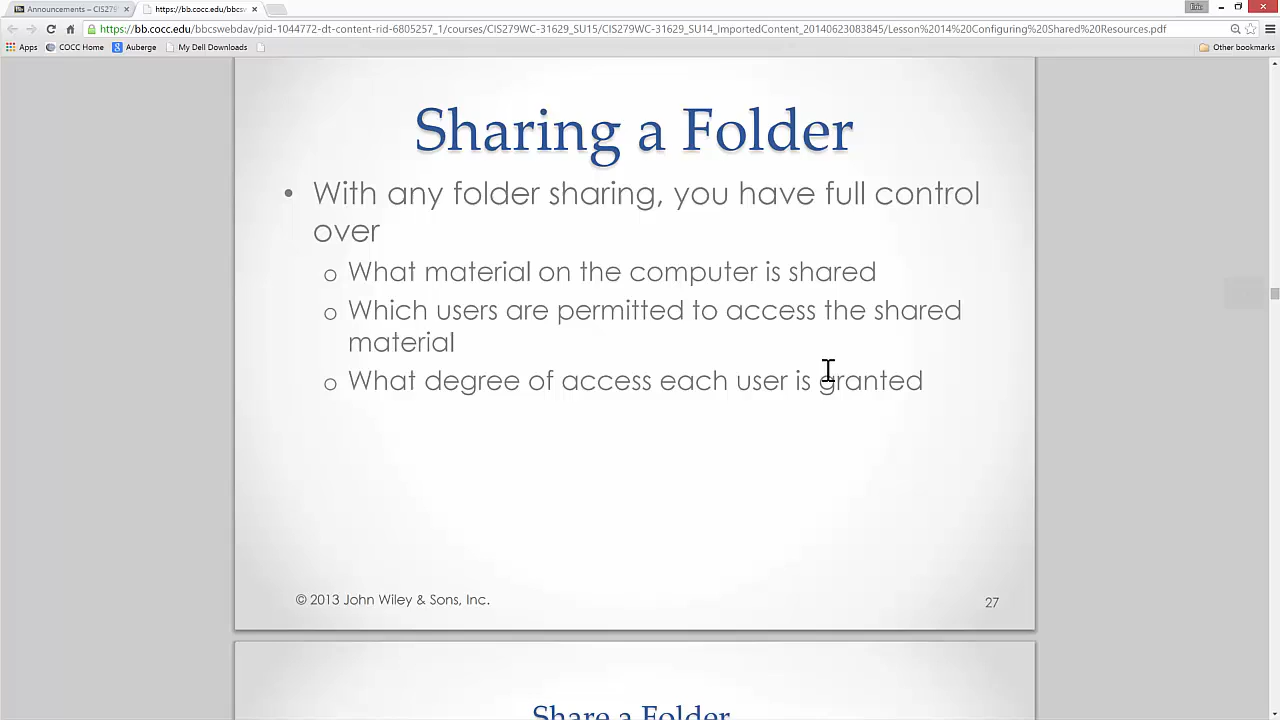 Announcements – CIS279
https://bb.cocc.edu/bbcsw
Eric
https://bb.cocc.edu/bbcswebdav/pid-1044772-dt-content-rid-6805257_1/courses/CIS279WC-31629_SU15/CIS279WC-31629_SU14_ImportedContent_20140623083845/Lesson%2014%20Configuring%20Shared%20Resources.pdf
Apps COCC Home Auberge My Dell Downloads Other bookmarks
Sharing a Folder
• With any folder sharing, you have full control
over
o What material on the computer is shared
o Which users are permitted to access the shared
material
o What degree of access each user is granted
© 2013 John Wiley & Sons, Inc.
27
Share a Folder